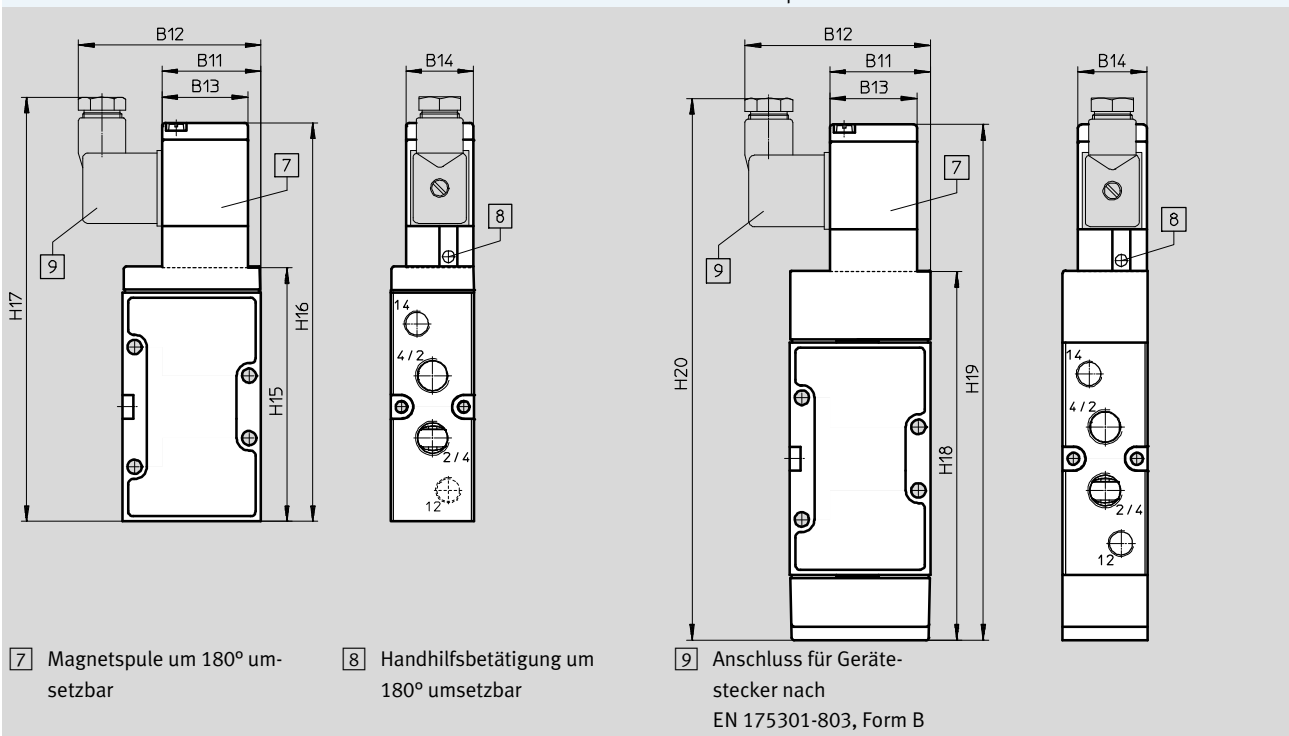 B12
B11
B13
B14
7
8
9
H17
H16
H15
14
4/2
2/4
12
B12
B11
B13
B14
7
8
9
H20
H19
H18
14
4/2
2/4
12
7 Magnetspule um 180° um-
setzbar
8 Handhilfsbetätigung um
180° umsetzbar
9 Anschluss für Geräte-
stecker nach
EN 175301-803, Form B